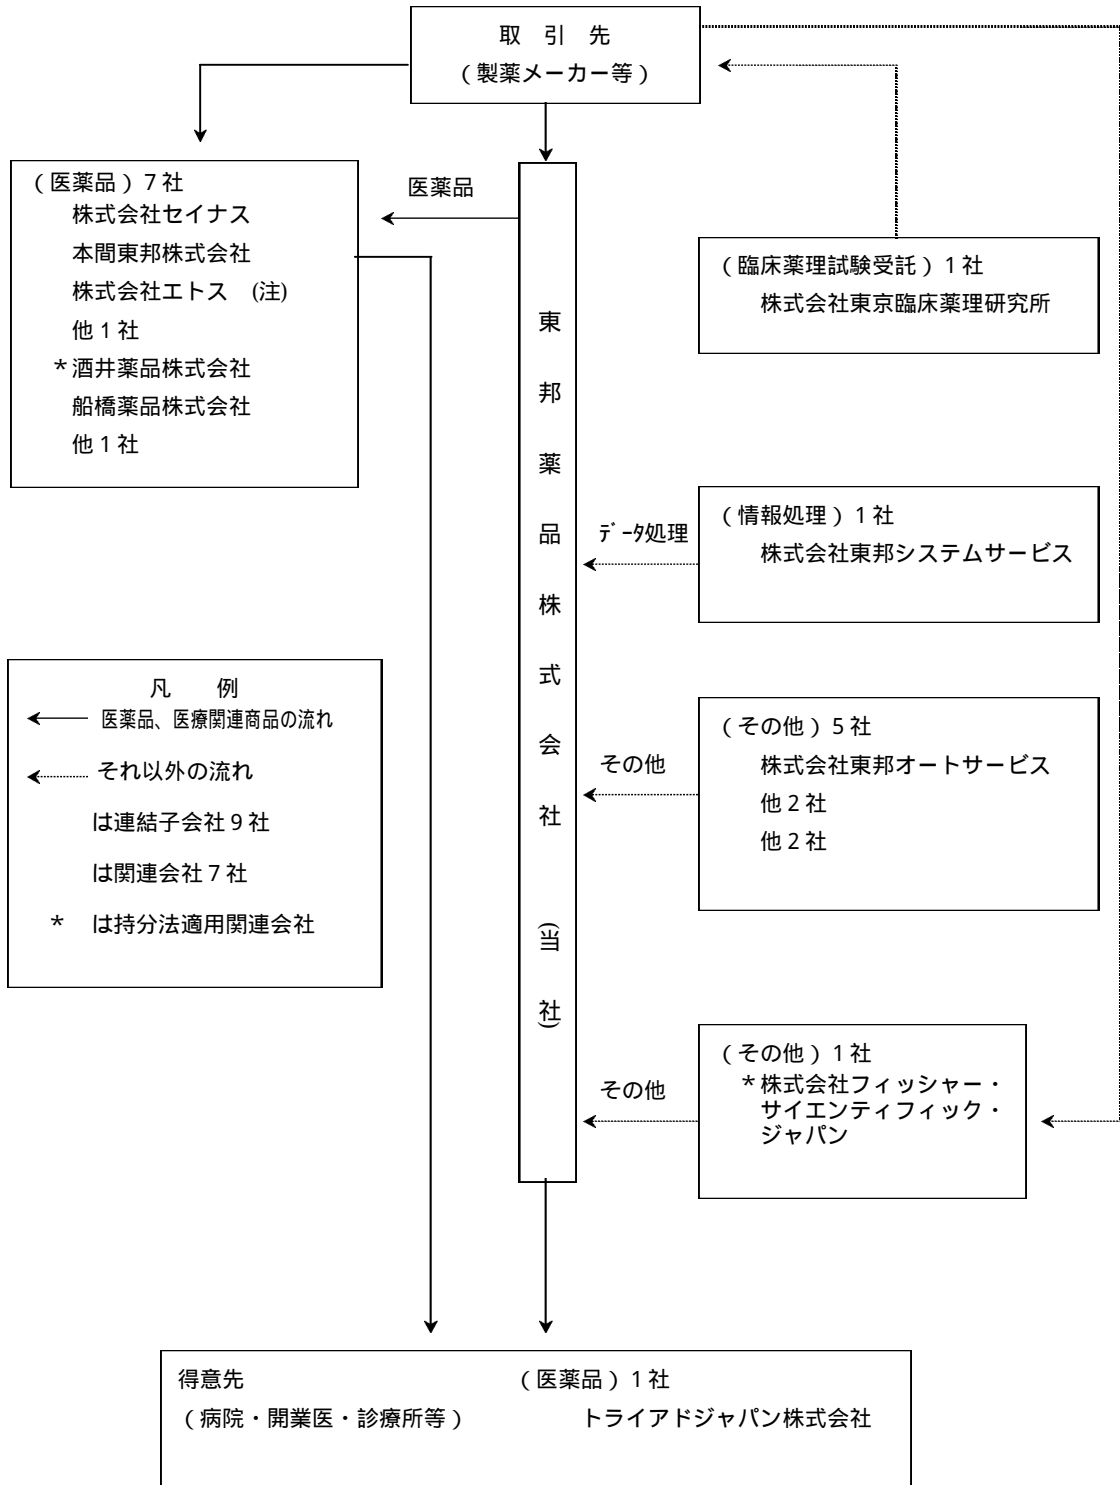 取 引 先
（製薬メーカー等）
（医薬品）7社
株式会社セイナス
本間東邦株式会社
株式会社エトス (注)
他1社
*酒井薬品株式会社
船橋薬品株式会社
他1社
医薬品
東邦薬品株式会社 (当社)
（臨床薬理試験受託）1社
株式会社東京臨床薬理研究所
データ処理
（情報処理）1社
株式会社東邦システムサービス
その他
（その他）5社
株式会社東邦オートサービス
他2社
他2社
その他
（その他）1社
*株式会社フィッシャー・
サイエンティフィック・
ジャパン
凡 例
医薬品、医療関連商品の流れ
それ以外の流れ
は連結子会社9社
は関連会社7社
* は持分法適用関連会社
得意先
（病院・開業医・診療所等）
（医薬品）1社
トライアドジャパン株式会社